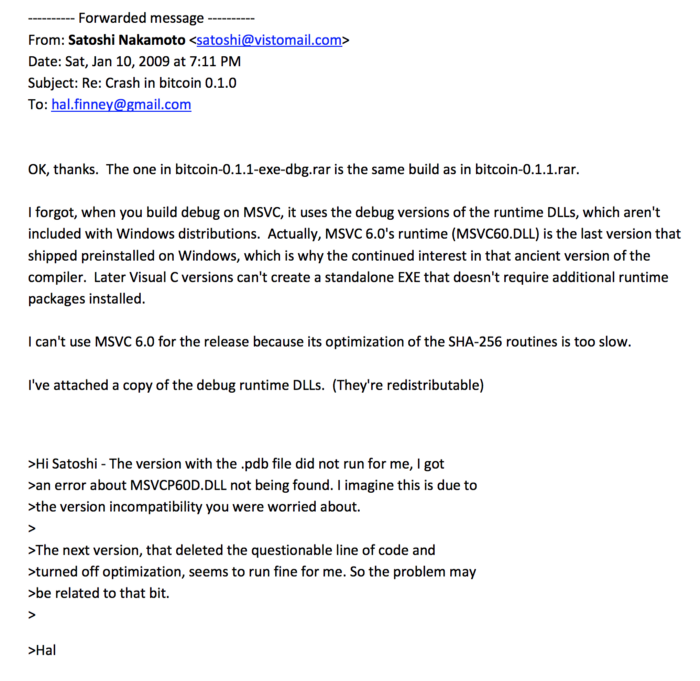 ---------- Forwarded message ----------
From: Satoshi Nakamoto <satoshi@vistomail.com>
Date: Sat, Jan 10, 2009 at 7:11 PM
Subject: Re: Crash in bitcoin 0.1.0
To: hal.finney@gmail.com
OK, thanks.  The one in bitcoin-0.1.1-exe-dbg.rar is the same build as in bitcoin-0.1.1.rar.
I forgot, when you build debug on MSVC, it uses the debug versions of the runtime DLLs, which aren't
included with Windows distributions.  Actually, MSVC 6.0's runtime (MSVC60.DLL) is the last version that
shipped preinstalled on Windows, which is why the continued interest in that ancient version of the
compiler.  Later Visual C versions can't create a standalone EXE that doesn't require additional runtime
packages installed.
I can't use MSVC 6.0 for the release because its optimization of the SHA-256 routines is too slow.
I've attached a copy of the debug runtime DLLs.  (They're redistributable)
>Hi Satoshi - The version with the .pdb file did not run for me, I got
>an error about MSVCP60D.DLL not being found. I imagine this is due to
>the version incompatibility you were worried about.
>
>The next version, that deleted the questionable line of code and
>turned off optimization, seems to run fine for me. So the problem may
>be related to that bit.
>
>Hal